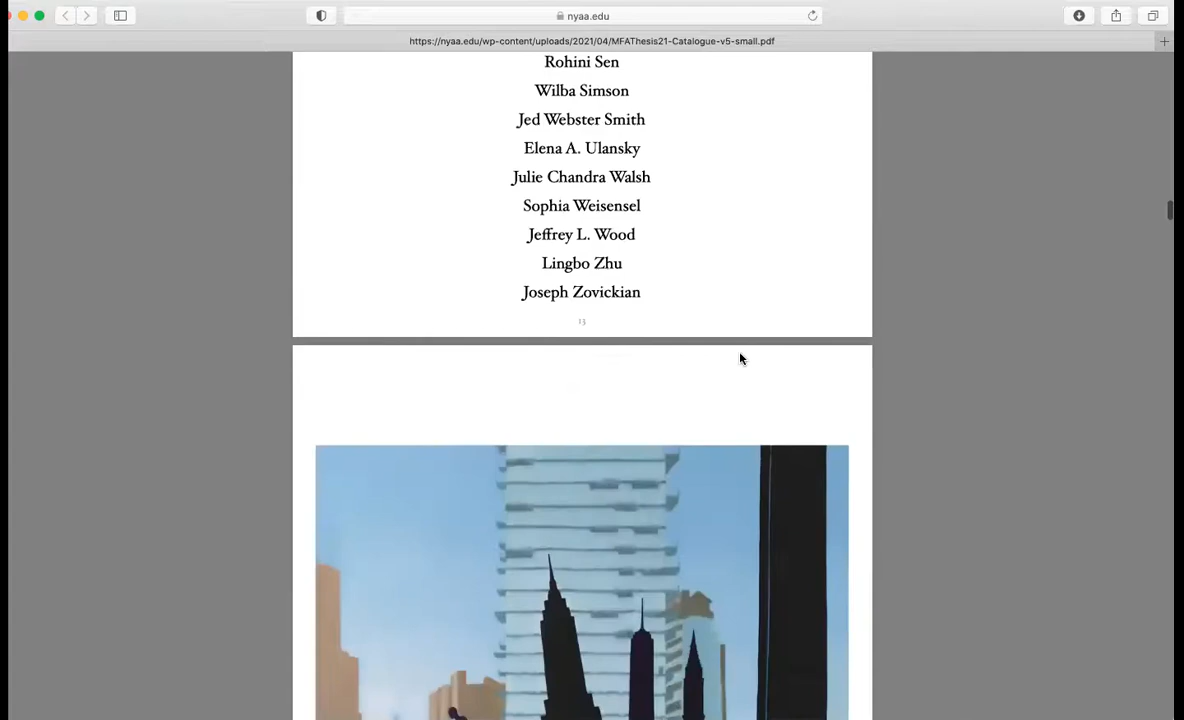 nyaa.edu
https://nyaa.edu/wp-content/uploads/2021/04/MFAThesis21-Catalogue-v5-small.pdf
Rohini Sen
Wilba Simson
Jed Webster Smith
Elena A. Ulansky
Julie Chandra Walsh
Sophia Weisensel
Jeffrey L. Wood
Lingbo Zhu
Joseph Zovickian
13